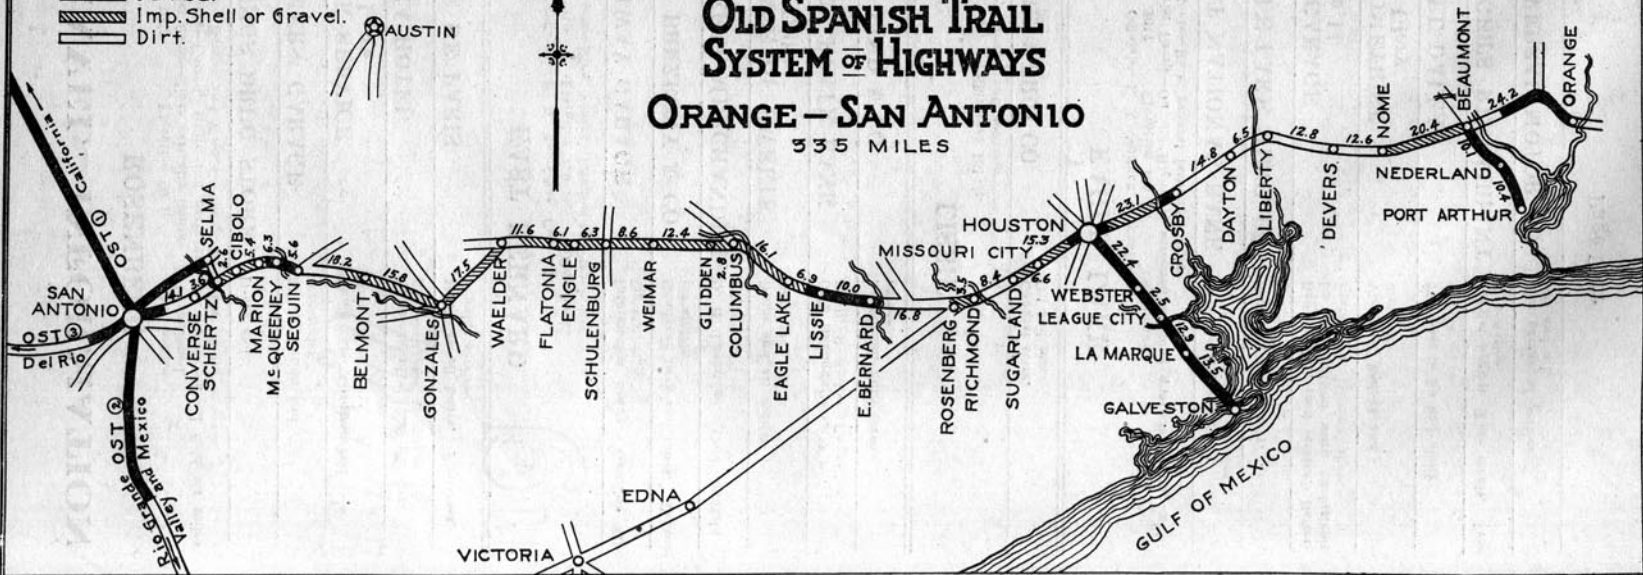 Imp. Shell or Gravel.
Dirt.
AUSTIN
OLD SPANISH TRAIL
SYSTEM OF HIGHWAYS
ORANGE – SAN ANTONIO
335 MILES
California
OST 1
SAN
ANTONIO
OST 3
Del Rio
OST 2
Rio Grande
Valley and Mexico
14.1
CONVERSE
3.6
SCHERTZ
SELMA
2.6
CIBOLO
5.4
MARION
6.3
McQUEENEY
5.6
SEGUIN
18.2
BELMONT
15.8
GONZALES
17.5
WAELDER
11.6
FLATONIA
6.1
ENGLE
6.3
SCHULENBURG
8.6
WEIMAR
12.4
GLIDDEN
2.8
COLUMBUS
16.1
EAGLE LAKE
6.9
LISSIE
10.0
E. BERNARD
16.8
ROSENBERG
3.5
RICHMOND
8.4
SUGARLAND
6.6
MISSOURI CITY
15.3
HOUSTON
23.1
CROSBY
14.8
DAYTON
6.5
LIBERTY
12.8
DEVERS
12.6
NOME
20.4
BEAUMONT
24.2
ORANGE
NEDERLAND
10.4
PORT ARTHUR
22.4
WEBSTER
2.5
LEAGUE CITY
12.9
LA MARQUE
13.5
GALVESTON
GULF OF MEXICO
EDNA
VICTORIA